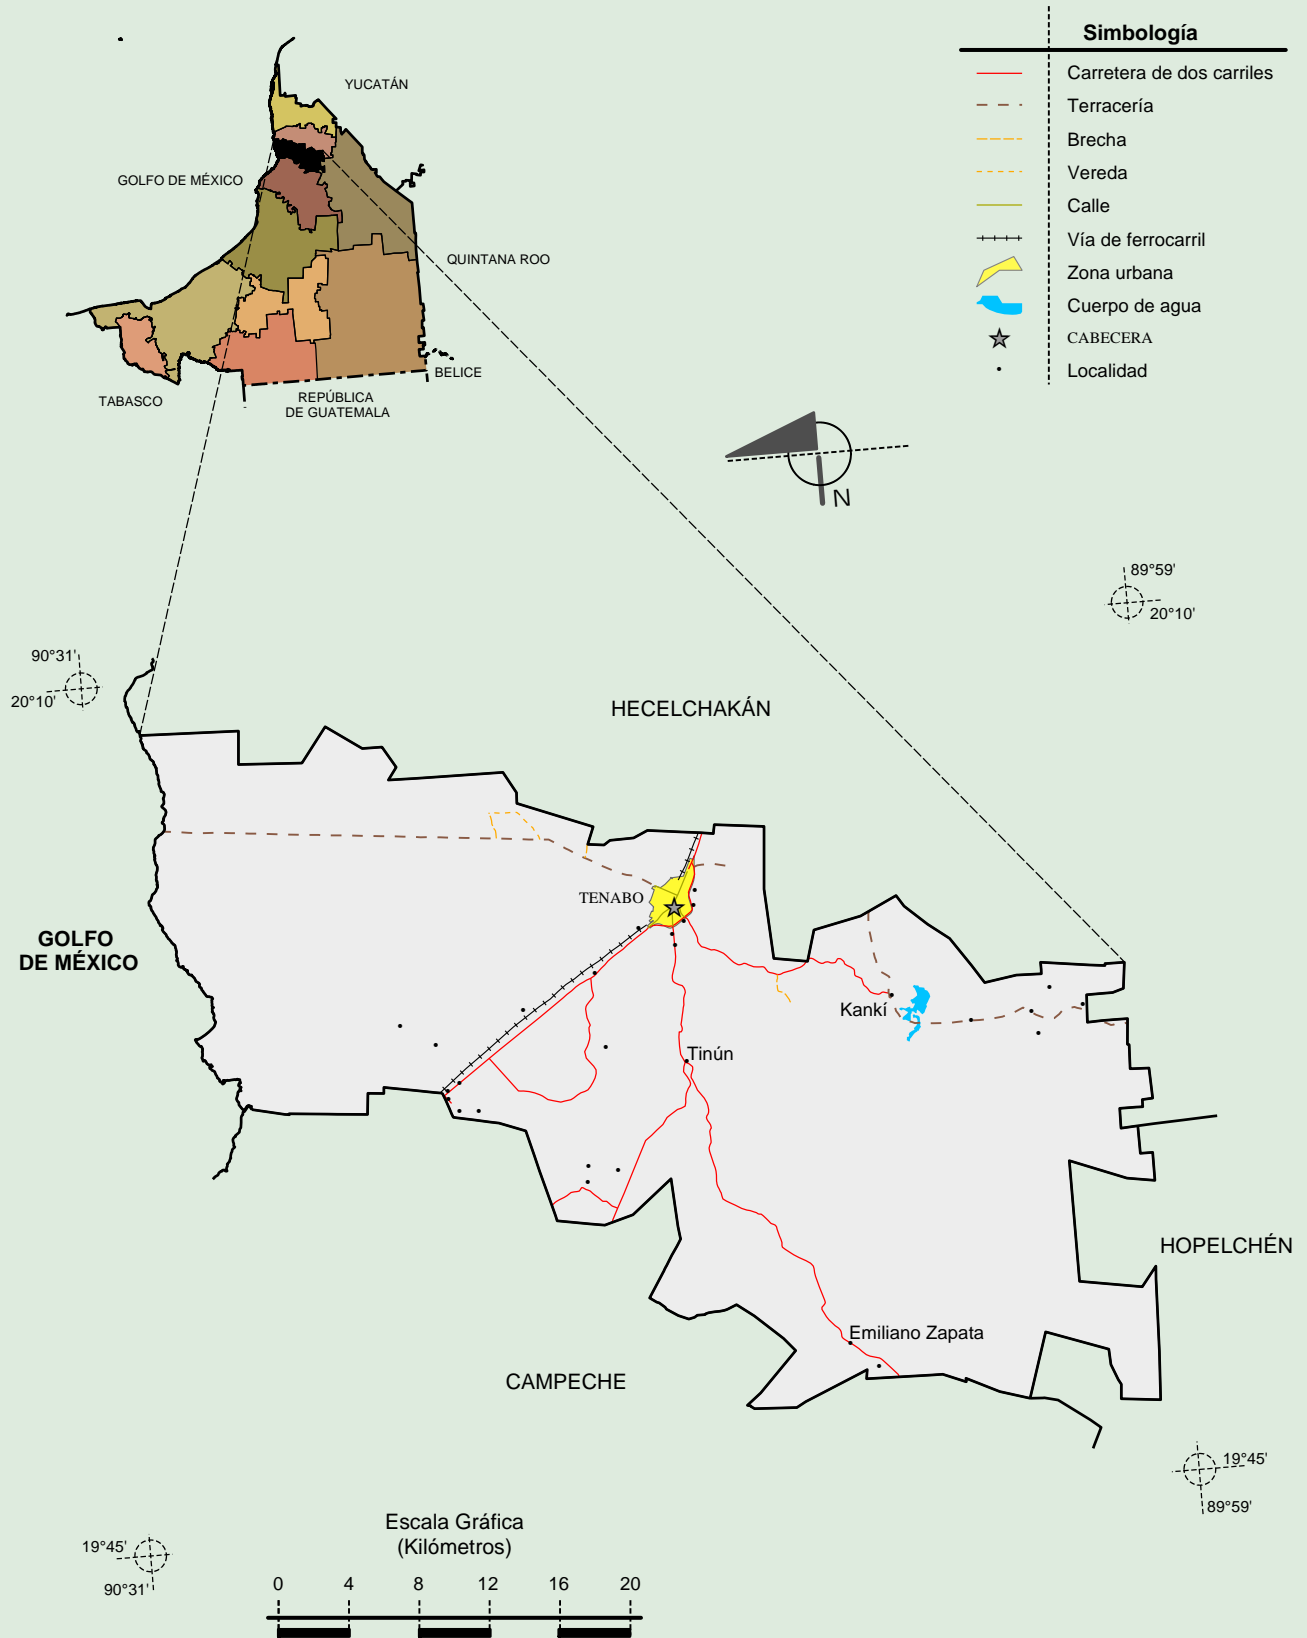 Simbología
Carretera de dos carriles
Terracería
Brecha
Vereda
Calle
Vía de ferrocarril
Zona urbana
Cuerpo de agua
CABECERA
Localidad
YUCATÁN
GOLFO DE MÉXICO
QUINTANA ROO
BELICE
TABASCO
REPÚBLICA
DE GUATEMALA
N
89°59'
20°10'
90°31'
20°10'
HECELCHAKÁN
TENABO
GOLFO
DE MÉXICO
Kankí
Tinún
HOPELCHÉN
Emiliano Zapata
CAMPECHE
19°45'
89°59'
19°45'
90°31'
Escala Gráfica
(Kilómetros)
0 4 8 12 16 20